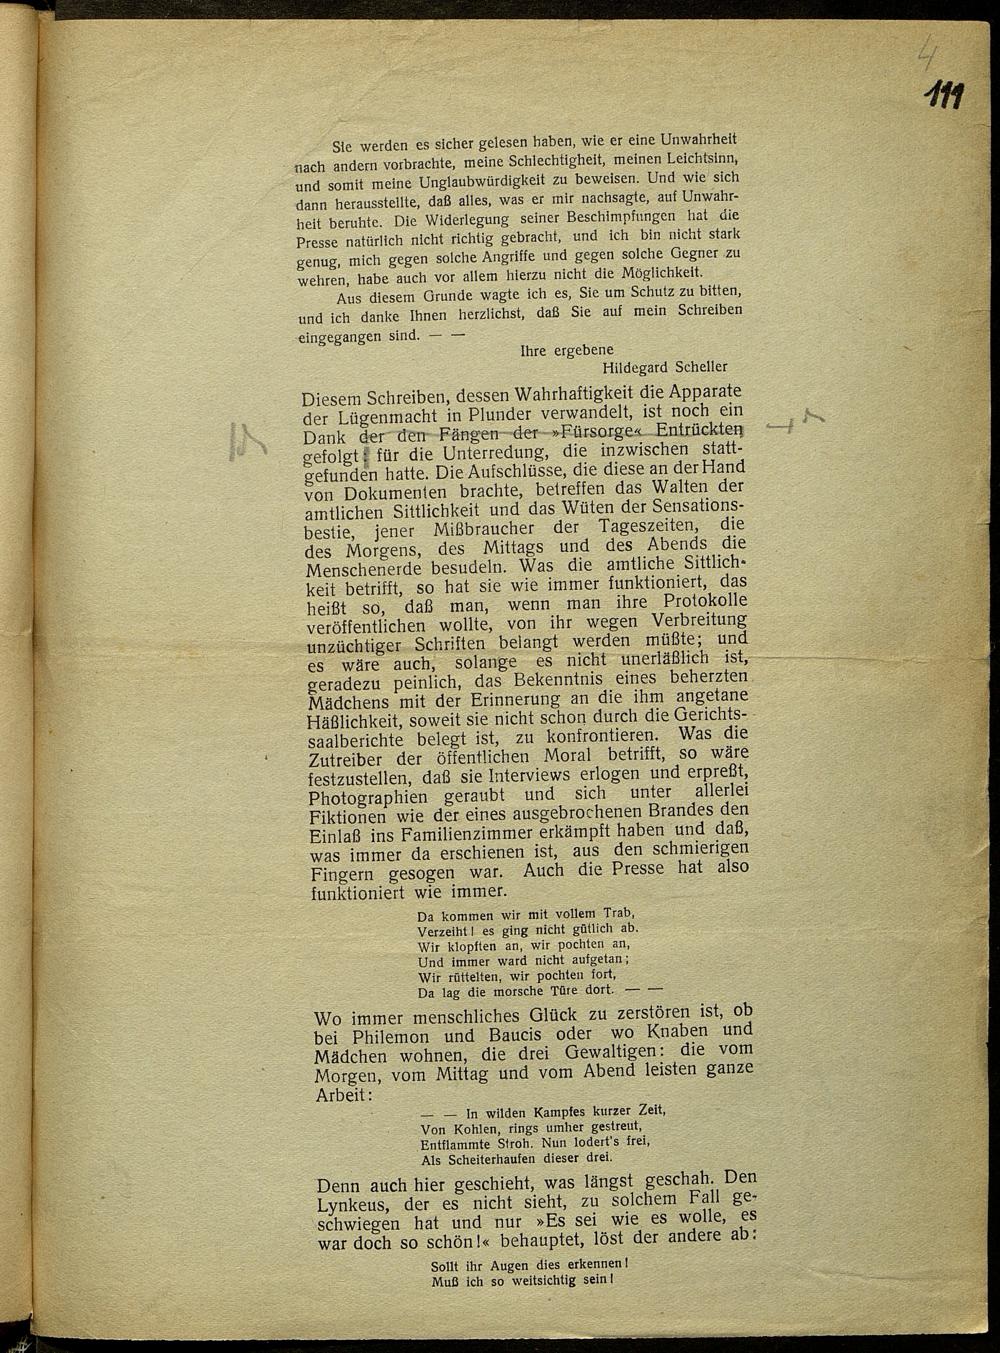 4
111
Sie werden es sicher gelesen haben, wie er eine Unwahrheit
nach andern vorbrachte, meine Schlechtigheit, meinen Leichtsinn,
und somit meine Unglaubwürdigkeit zu beweisen. Und wie sich
dann herausstellte, daß alles, was er mir nachsagte, auf Unwahr-
heit beruhte. Die Widerlegung seiner Beschimpfungen hat die
Presse natürlich nicht richtig gebracht, und ich bin nicht stark
genug, mich gegen solche Angriffe und gegen solche Gegner zu
wehren, habe auch vor allem hierzu nicht die Möglichkeit.
Aus diesem Grunde wagte ich es, Sie um Schutz zu bitten,
und ich danke Ihnen herzlichst, daß Sie auf mein Schreiben
eingegangen sind. — —
Ihre ergebene
Hildegard Scheller
Diesem Schreiben, dessen Wahrhaftigkeit die Apparate
der Lügenmacht in Plunder verwandelt, ist noch ein
Dank der den Fängen der »Fürsorge« Entrückten
gefolgt: für die Unterredung, die inzwischen statt-
gefunden hatte. Die Aufschlüsse, die diese an der Hand
von Dokumenten brachte, betreffen das Walten der
amtlichen Sittlichkeit und das Wüten der Sensations-
bestie, jener Mißbraucher der Tageszeiten, die
des Morgens, des Mittags und des Abends die
Menschenerde besudeln. Was die amtliche Sittlich-
keit betrifft, so hat sie wie immer funktioniert, das
heißt so, daß man, wenn man ihre Protokolle
veröffentlichen wollte, von ihr wegen Verbreitung
unzüchtiger Schriften belangt werden müßte; und
es wäre auch, solange es nicht unerläßlich ist,
geradezu peinlich, das Bekenntnis eines beherzten
Mädchens mit der Erinnerung an die ihm angetane
Häßlichkeit, soweit sie nicht schon durch die Gerichts-
saalberichte belegt ist, zu konfrontieren. Was die
Zutreiber der öffentlichen Moral betrifft, so wäre
festzustellen, daß sie Interviews erlogen und erpreßt,
Photographien geraubt und sich unter allerlei
Fiktionen wie der eines ausgebrochenen Brandes den
Einlaß ins Familienzimmer erkämpft haben und daß,
was immer da erschienen ist, aus den schmierigen
Fingern gesogen war. Auch die Presse hat also
funktioniert wie immer.
Da kommen wir mit vollem Trab,
Verzeiht! es ging nicht gütlich ab.
Wir klopften an, wir pochten an,
Und immer ward nicht aufgetan;
Wir rüttelten, wir pochten fort,
Da lag die morsche Türe dort. — —
Wo immer menschliches Glück zu zerstören ist, ob
bei Philemon und Baucis oder wo Knaben und
Mädchen wohnen, die drei Gewaltigen: die vom
Morgen, vom Mittag und vom Abend leisten ganze
Arbeit:
— — In wilden Kampfes kurzer Zeit,
Von Kohlen, rings umher gestreut,
Entflammte Stroh. Nun lodert's frei,
Als Scheiterhaufen dieser drei.
Denn auch hier geschieht, was längst geschah. Den
Lynkeus, der es nicht sieht, zu solchem Fall ge-
schwiegen hat und nur »Es sei wie es wolle, es
war doch so schön!« behauptet, löst der andere ab:
Sollt ihr Augen dies erkennen!
Muß ich so weitsichtig sein!